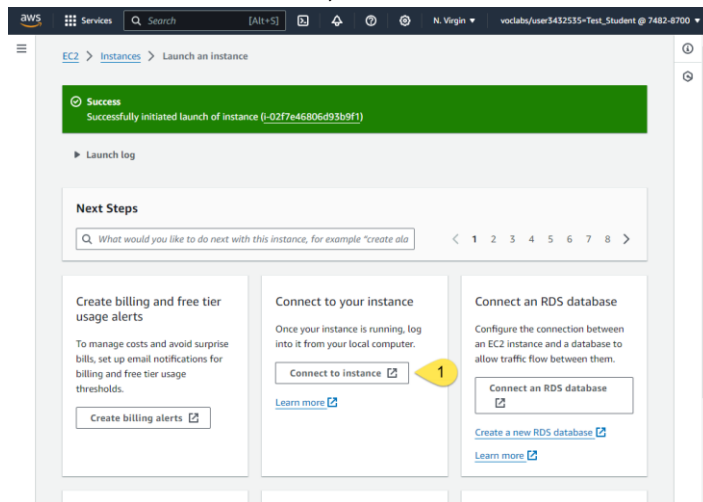 aws
Services
Search
[Alt+S]
N. Virgin ▼
voclabs/user3432535=Test_Student @ 7482-8700 ▼
EC2 > Instances > Launch an instance
Success
Successfully initiated launch of instance (i-02f7e46806d93b9f1)
▶ Launch log
Next Steps
What would you like to do next with this instance, for example "create ala
< 1 2 3 4 5 6 7 8 >
Create billing and free tier
usage alerts
To manage costs and avoid surprise
bills, set up email notifications for
billing and free tier usage
thresholds.
Create billing alerts
Connect to your instance
Once your instance is running, log
into it from your local computer.
Connect to instance
1
Learn more
Connect an RDS database
Configure the connection between
an EC2 instance and a database to
allow traffic flow between them.
Connect an RDS database
Create a new RDS database
Learn more